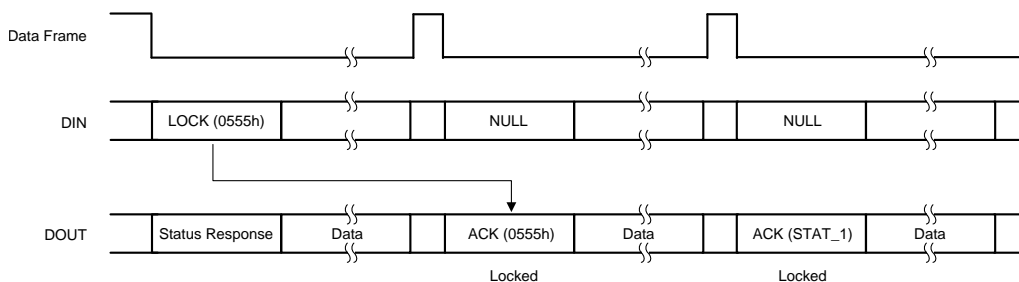 Data Frame
DIN
LOCK (0555h)
NULL
NULL
DOUT
Status Response
Data
ACK (0555h)
Data
ACK (STAT_1)
Data
Locked
Locked